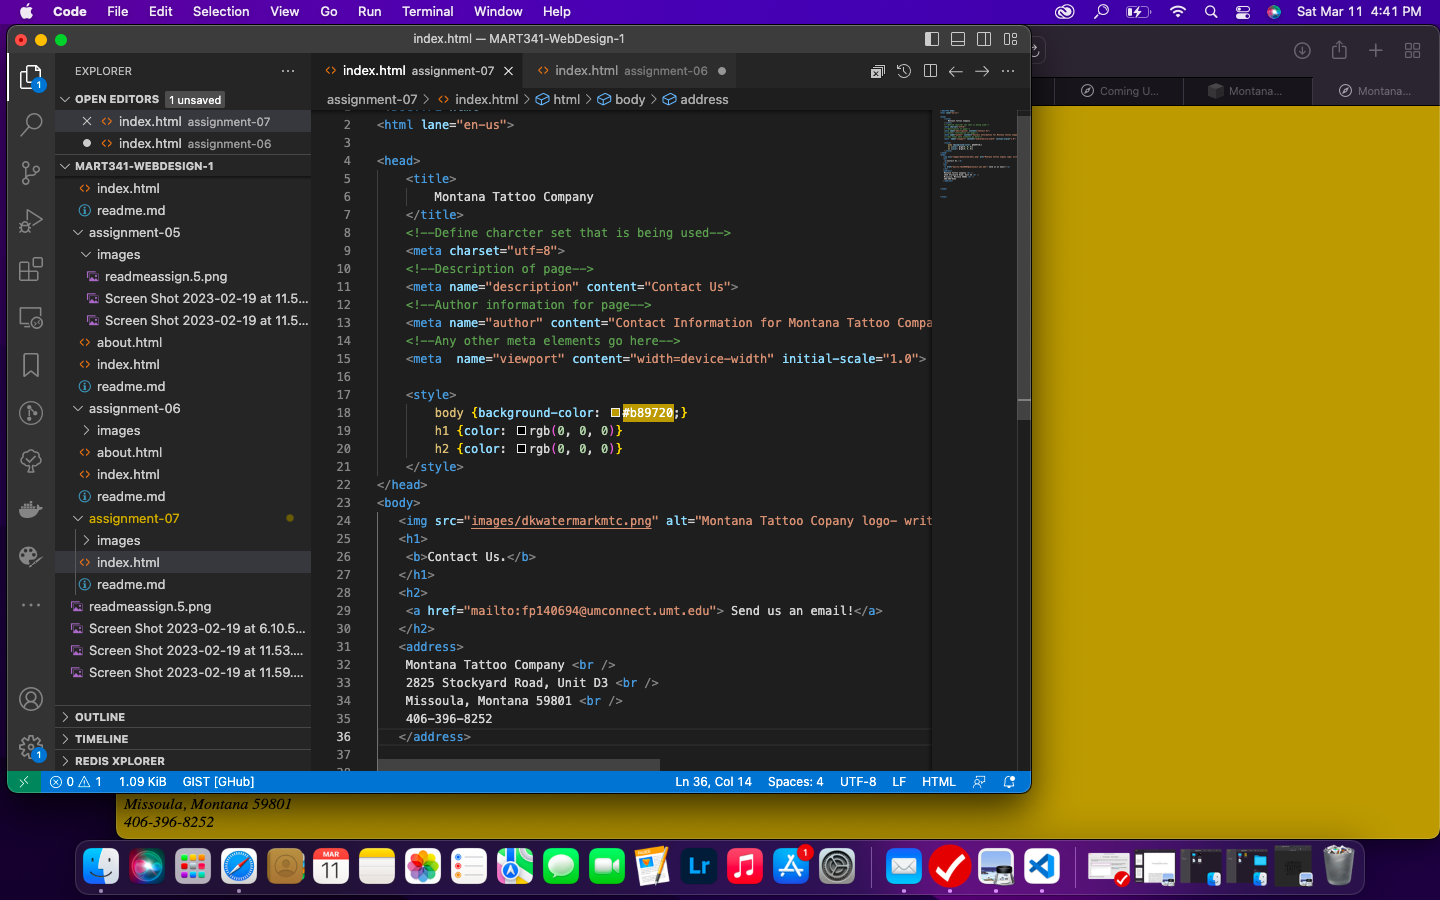 Code File Edit Selection View Go Run Terminal Window Help Sat Mar 11 4:41 PM
index.html — MART341-WebDesign-1
EXPLORER
index.html assignment-07
index.html assignment-06
Coming U...
Montana...
Montana...
OPEN EDITORS 1 unsaved
assignment-07 > index.html > html > body > address
index.html assignment-07
index.html assignment-06
MART341-WEBDESIGN-1
index.html
readme.md
assignment-05
images
readmeassign.5.png
Screen Shot 2023-02-19 at 11.5...
Screen Shot 2023-02-19 at 11.5...
about.html
index.html
readme.md
assignment-06
images
about.html
index.html
readme.md
assignment-07
images
index.html
readme.md
readmeassign.5.png
Screen Shot 2023-02-19 at 6.10.5...
Screen Shot 2023-02-19 at 11.53....
Screen Shot 2023-02-19 at 11.59....
OUTLINE
TIMELINE
REDIS XPLORER
2 <html lane="en-us">
3
4 <head>
5 <title>
6 Montana Tattoo Company
7 </title>
8 <!--Define charcter set that is being used-->
9 <meta charset="utf=8">
10 <!--Description of page-->
11 <meta name="description" content="Contact Us">
12 <!--Author information for page-->
13 <meta name="author" content="Contact Information for Montana Tattoo Compa
14 <!--Any other meta elements go here-->
15 <meta  name="viewport" content="width=device-width" initial-scale="1.0">
16
17 <style>
18 body {background-color: #b89720;}
19 h1 {color: rgb(0, 0, 0)}
20 h2 {color: rgb(0, 0, 0)}
21 </style>
22 </head>
23 <body>
24 <img src="images/dkwatermarkmtc.png" alt="Montana Tattoo Copany logo- writ
25 <h1>
26 <b>Contact Us.</b>
27 </h1>
28 <h2>
29 <a href="mailto:fp140694@umconnect.umt.edu"> Send us an email!</a>
30 </h2>
31 <address>
32 Montana Tattoo Company <br />
33 2825 Stockyard Road, Unit D3 <br />
34 Missoula, Montana 59801 <br />
35 406-396-8252
36 </address>
37
0 1 1.09 KiB GIST [GHub] Ln 36, Col 14 Spaces: 4 UTF-8 LF HTML
Missoula, Montana 59801
406-396-8252
MAR
11
Lr
1